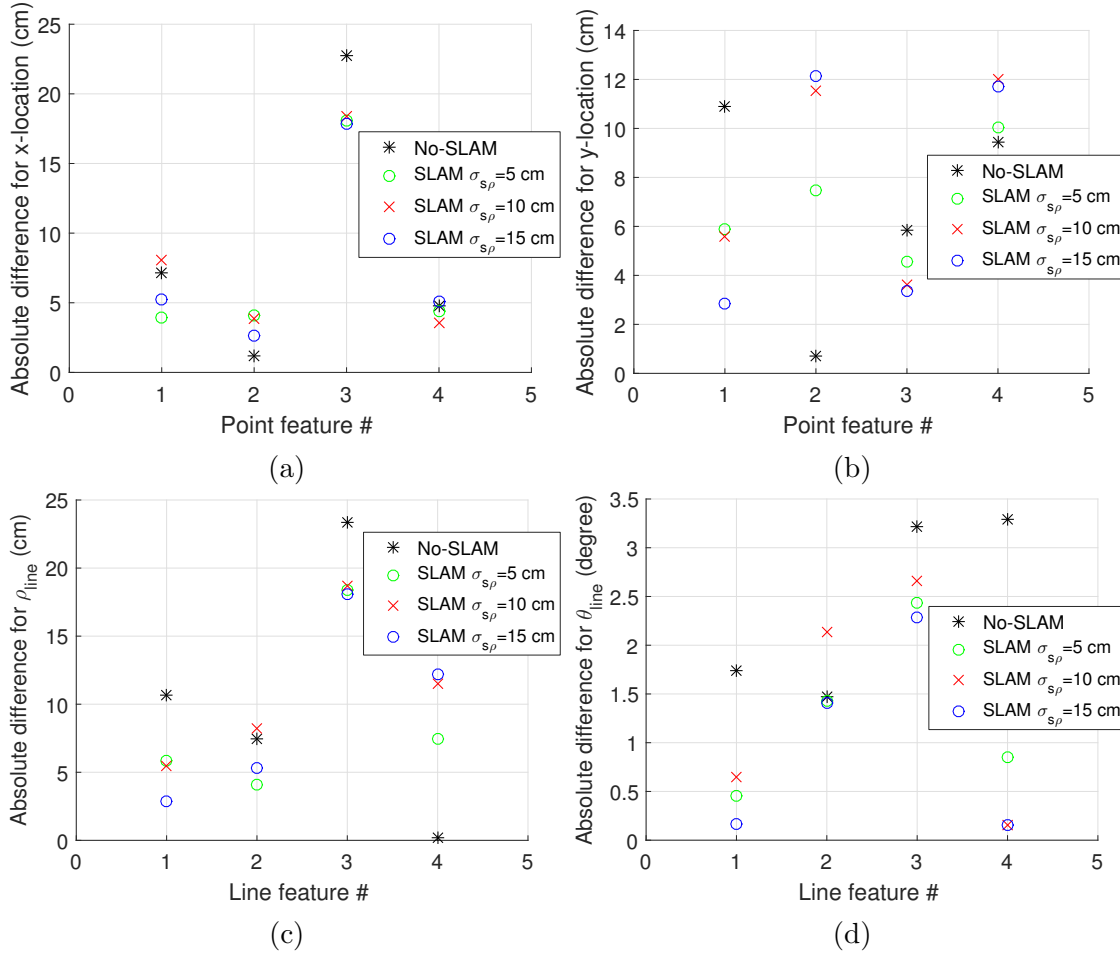 Absolute difference for x-location (cm)
25
20
15
10
5
0
0 1 2 3 4 5
Point feature #
No-SLAM
SLAM σsρ=5 cm
SLAM σsρ=10 cm
SLAM σsρ=15 cm
(a)
Absolute difference for y-location (cm)
14
12
10
8
6
4
2
0
0 1 2 3 4 5
Point feature #
No-SLAM
SLAM σsρ=5 cm
SLAM σsρ=10 cm
SLAM σsρ=15 cm
(b)
Absolute difference for ρline (cm)
25
20
15
10
5
0
0 1 2 3 4 5
Line feature #
No-SLAM
SLAM σsρ=5 cm
SLAM σsρ=10 cm
SLAM σsρ=15 cm
(c)
Absolute difference for θline (degree)
3.5
3
2.5
2
1.5
1
0.5
0
0 1 2 3 4 5
Line feature #
No-SLAM
SLAM σsρ=5 cm
SLAM σsρ=10 cm
SLAM σsρ=15 cm
(d)